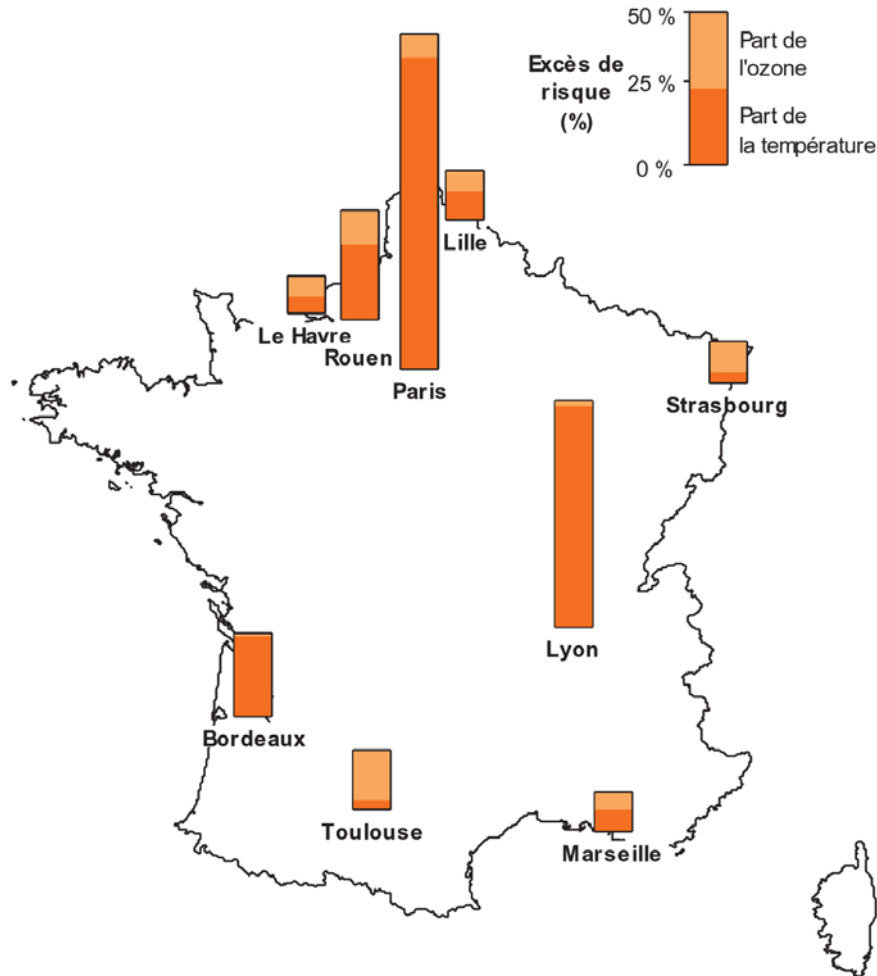 50 %
Part de
l'ozone
Excès de
risque
(%)
25 %
Part de
la température
0 %
Lille
Le Havre
Rouen
Paris
Strasbourg
Lyon
Bordeaux
Toulouse
Marseille